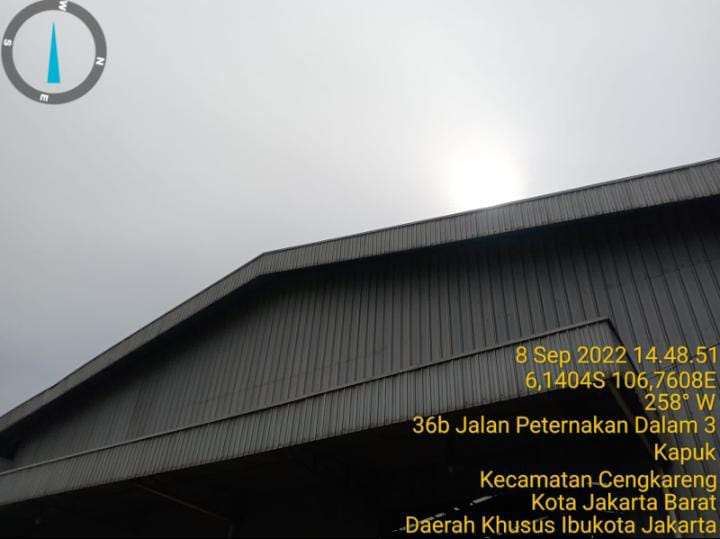 W
S N
E
8 Sep 2022 14.48.51
6,1404S 106,7608E
258° W
36b Jalan Peternakan Dalam 3
Kapuk
Kecamatan Cengkareng
Kota Jakarta Barat
Daerah Khusus Ibukota Jakarta